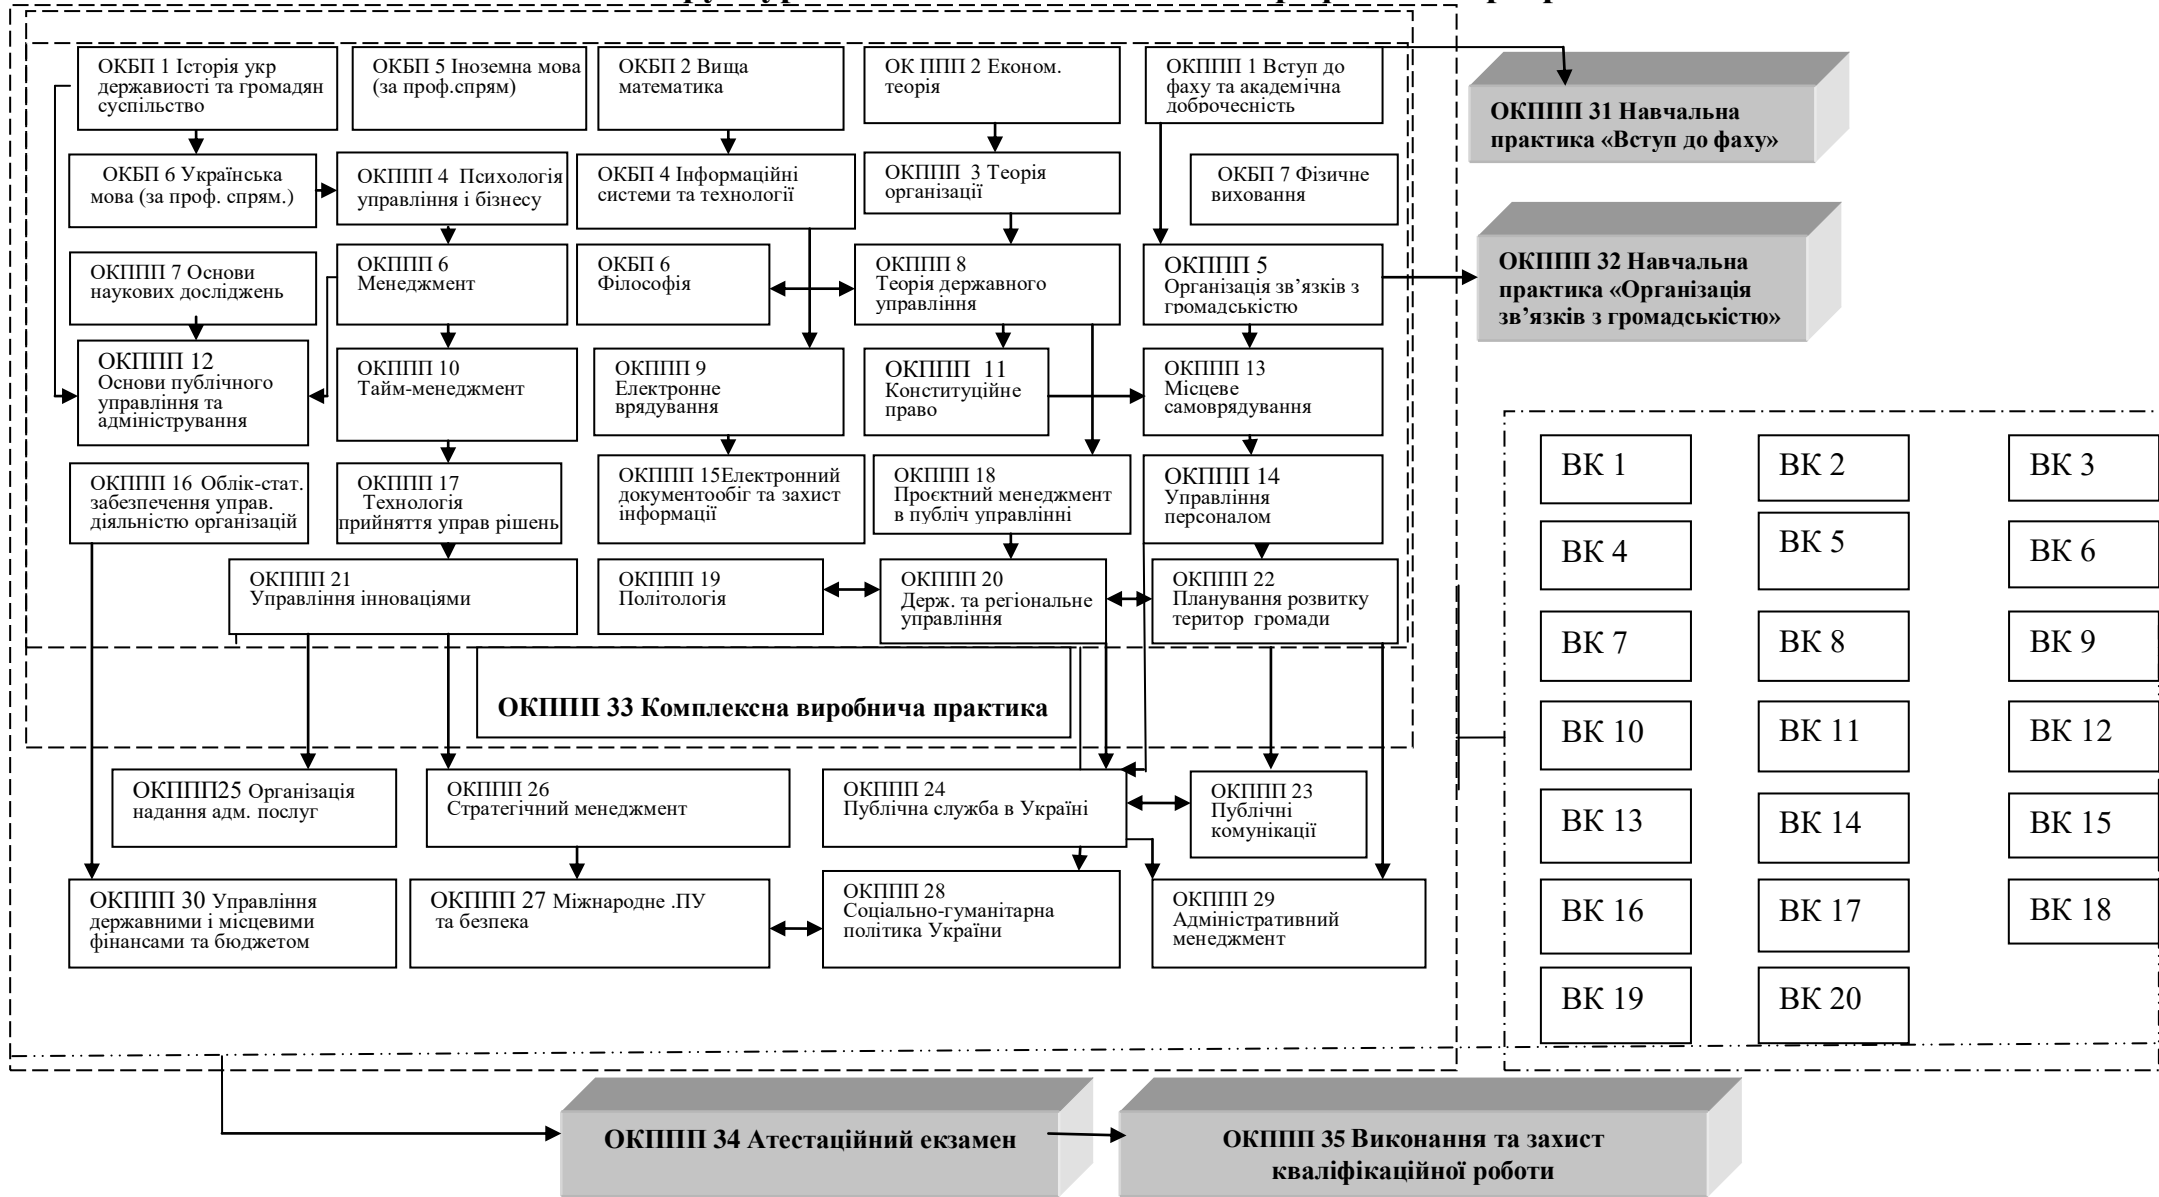 ОКБП 1 Історія укр
державиості та громадян
суспільство
ОКБП 5 Іноземна мова
(за проф.спрям)
ОКБП 2 Вища
математика
ОК ППП 2 Економ.
теорія
ОКППП 1 Вступ до
фаху та академічна
доброчесність
ОКППП 31 Навчальна
практика «Вступ до фаху»
ОКБП 6 Українська
мова (за проф. спрям.)
ОКППП 4 Психологія
управління і бізнесу
ОКБП 4 Інформаційні
системи та технології
ОКППП 3 Теорія
організації
ОКБП 7 Фізичне
виховання
ОКППП 7 Основи
наукових досліджень
ОКППП 6
Менеджмент
ОКБП 6
Філософія
ОКППП 8
Теорія державного
управління
ОКППП 5
Організація зв’язків з
громадськістю
ОКППП 32 Навчальна
практика «Організація
зв’язків з громадськістю»
ОКППП 12
Основи публічного
управління та
адміністрування
ОКППП 10
Тайм-менеджмент
ОКППП 9
Електронне
врядування
ОКППП 11
Конституційне
право
ОКППП 13
Місцеве
самоврядування
ОКППП 16 Облік-стат.
забезпечення управ.
діяльністю організацій
ОКППП 17
Технологія
прийняття управ рішень
ОКППП 15Електронний
документообіг та захист
інформації
ОКППП 18
Проєктний менеджмент
в публіч управлінні
ОКППП 14
Управління
персоналом
ОКППП 21
Управління інноваціями
ОКППП 19
Політологія
ОКППП 20
Держ. та регіональне
управління
ОКППП 22
Планування розвитку
територ громади
ОКППП 33 Комплексна виробнича практика
ОКППП25 Організація
надання адм. послуг
ОКППП 26
Стратегічний менеджмент
ОКППП 24
Публічна служба в Україні
ОКППП 23
Публічні
комунікації
ОКППП 30 Управління
державними і місцевими
фінансами та бюджетом
ОКППП 27 Міжнародне .ПУ
та безпека
ОКППП 28
Соціально-гуманітарна
політика України
ОКППП 29
Адміністративний
менеджмент
ВК 1
ВК 2
ВК 3
ВК 4
ВК 5
ВК 6
ВК 7
ВК 8
ВК 9
ВК 10
ВК 11
ВК 12
ВК 13
ВК 14
ВК 15
ВК 16
ВК 17
ВК 18
ВК 19
ВК 20
ОКППП 34 Атестаційний екзамен
ОКППП 35 Виконання та захист
кваліфікаційної роботи